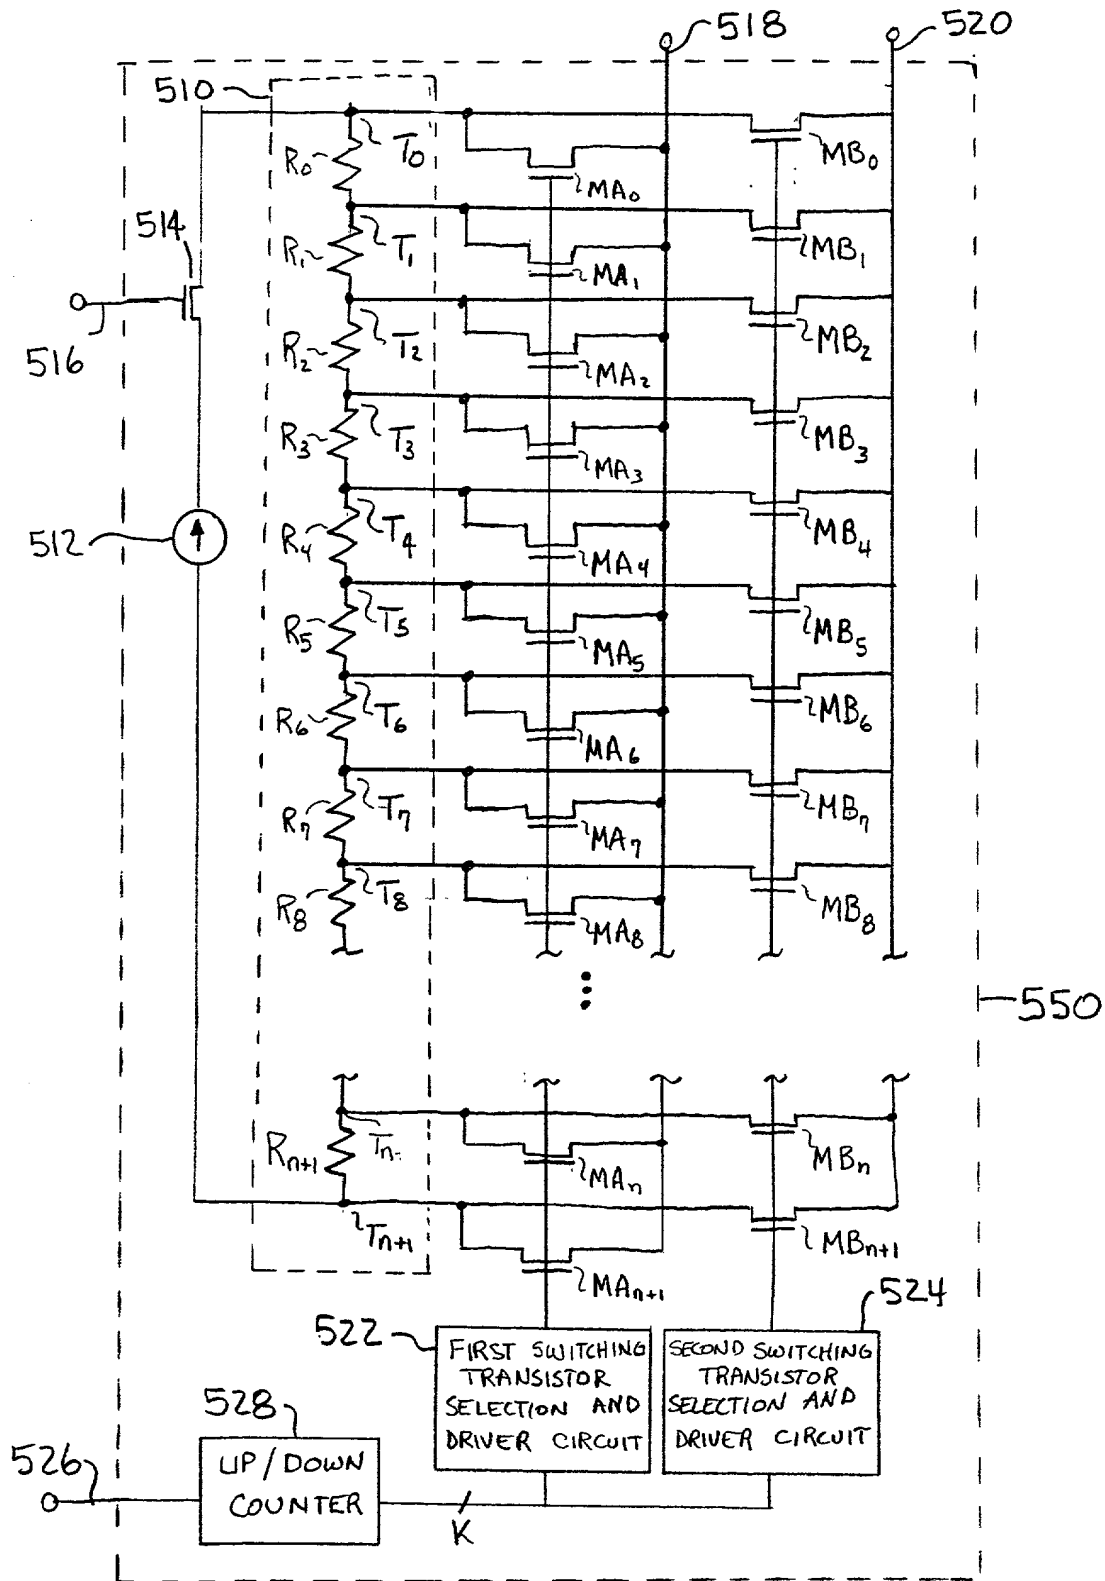 518
520
510
R0
T0
MA0
MB0
514
R1
T1
MA1
MB1
516
R2
T2
MA2
MB2
R3
T3
MA3
MB3
512
R4
T4
MA4
MB4
R5
T5
MA5
MB5
R6
T6
MA6
MB6
R7
T7
MA7
MB7
R8
T8
MA8
MB8
550
Rn+1
Tn
MAn
MBn
Tn+1
MAn+1
MBn+1
522
524
FIRST SWITCHING
TRANSISTOR
SELECTION AND
DRIVER CIRCUIT
SECOND SWITCHING
TRANSISTOR
SELECTION AND
DRIVER CIRCUIT
528
526
UP/DOWN
COUNTER
K